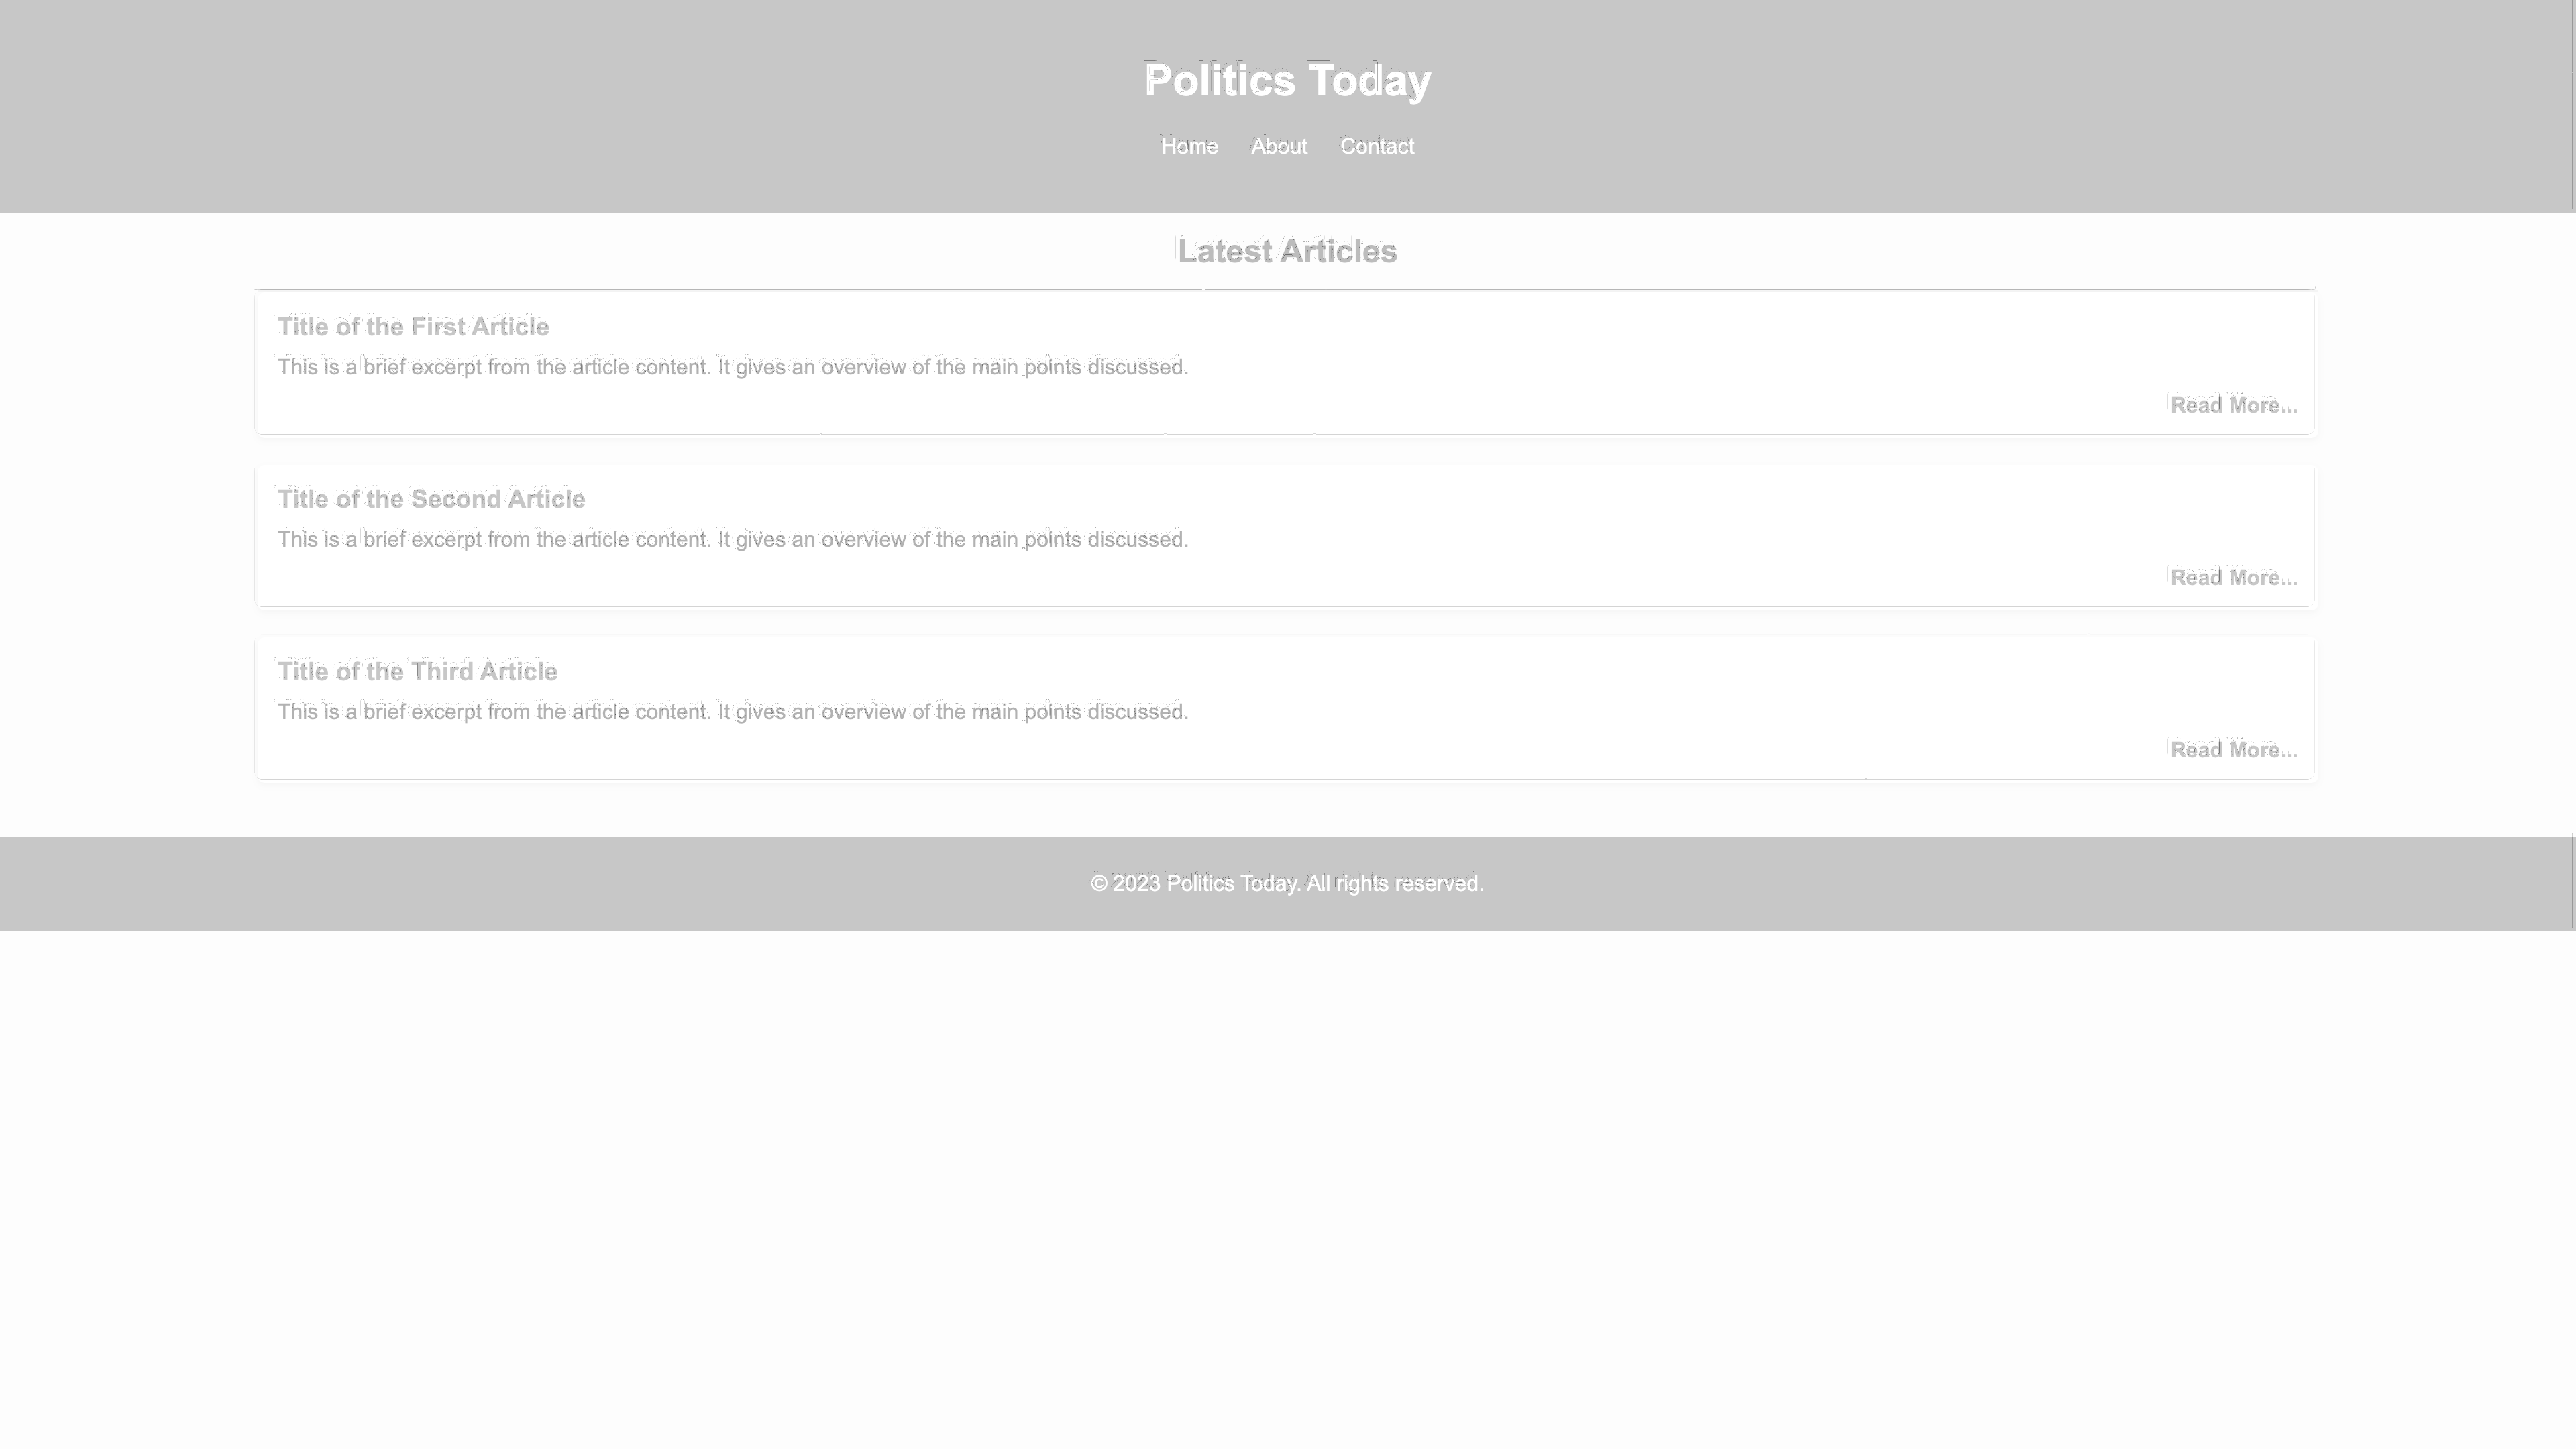 Politics Today
Home About Contact
Latest Articles
Title of the First Article
This is a brief excerpt from the article content. It gives an overview of the main points discussed.
Read More...
Title of the Second Article
This is a brief excerpt from the article content. It gives an overview of the main points discussed.
Read More...
Title of the Third Article
This is a brief excerpt from the article content. It gives an overview of the main points discussed.
Read More...
© 2023 Politics Today. All rights reserved.